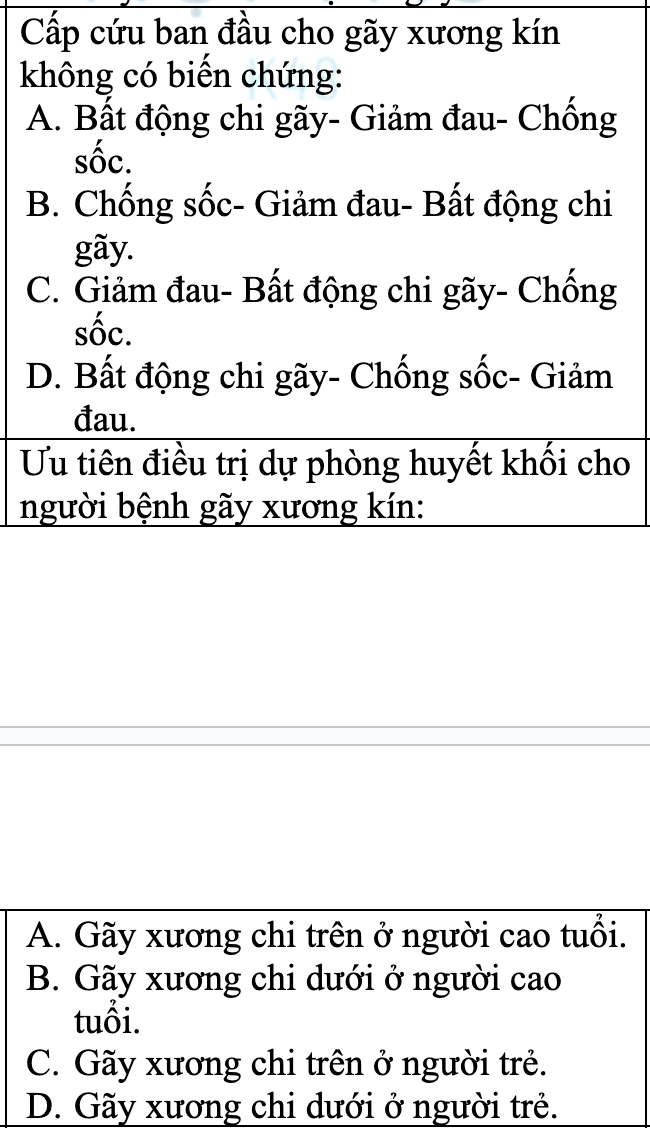 Cấp cứu ban đầu cho gãy xương kín
không có biến chứng:
A. Bất động chi gãy- Giảm đau- Chống
sốc.
B. Chống sốc- Giảm đau- Bất động chi
gãy.
C. Giảm đau- Bất động chi gãy- Chống
sốc.
D. Bất động chi gãy- Chống sốc- Giảm
đau.
Ưu tiên điều trị dự phòng huyết khối cho
người bệnh gãy xương kín:
A. Gãy xương chi trên ở người cao tuổi.
B. Gãy xương chi dưới ở người cao
tuổi.
C. Gãy xương chi trên ở người trẻ.
D. Gãy xương chi dưới ở người trẻ.